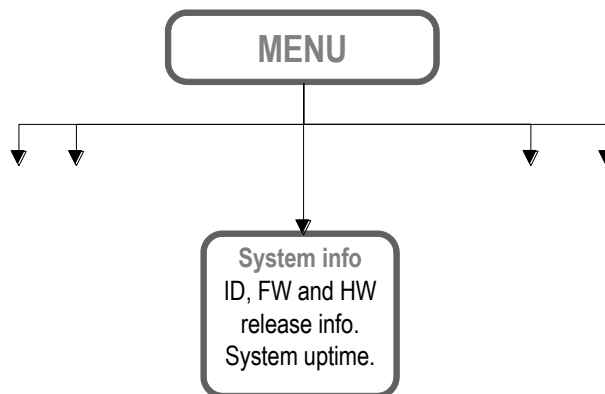 MENU
System info
ID, FW and HW
release info.
System uptime.